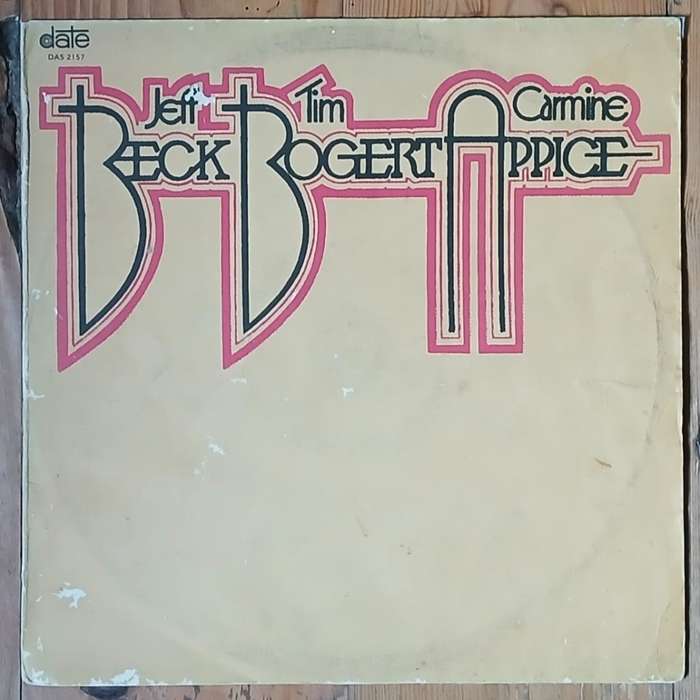 date
DAS 2157
Jeff Tim Carmine
BECK BOGERT APPICE